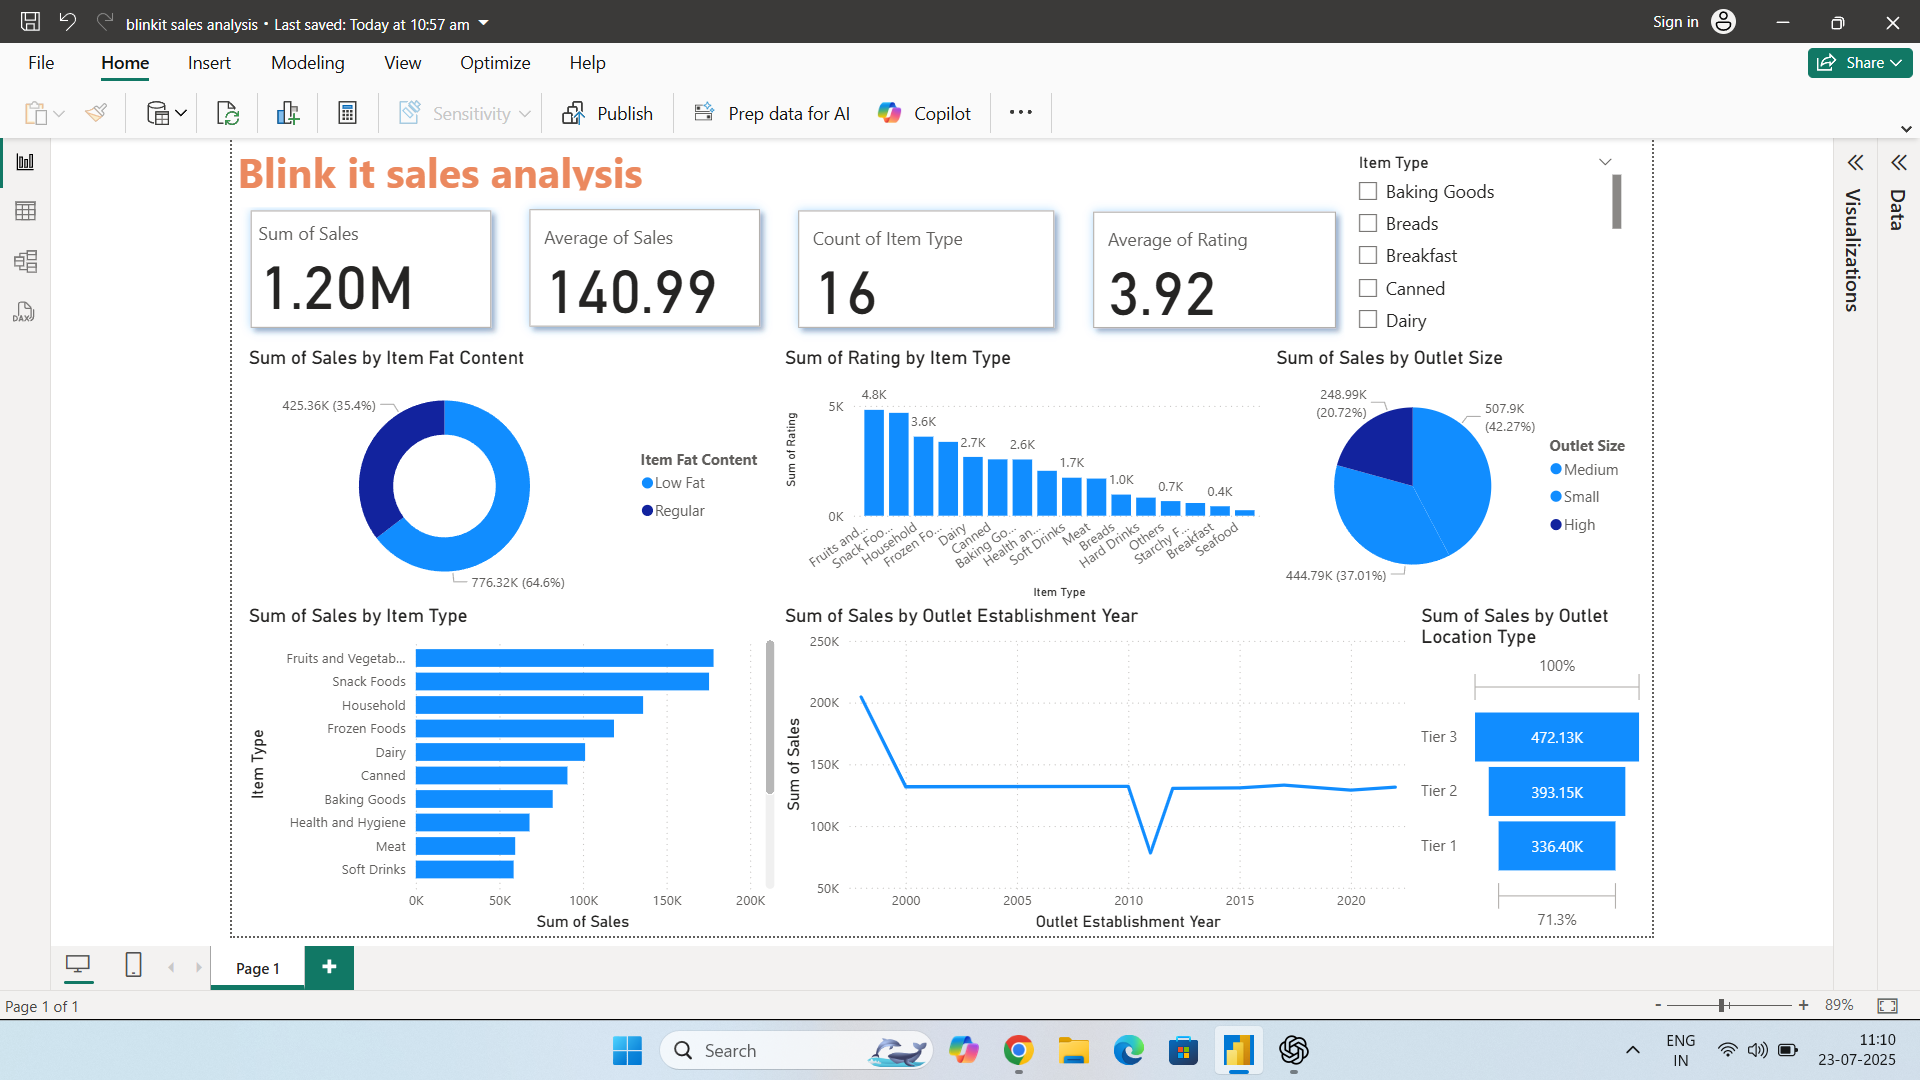 blinkit sales analysis • Last saved: Today at 10:57 am
Sign in
File Home Insert Modeling View Optimize Help
Share
Sensitivity
Publish
Prep data for AI
Copilot
Blink it sales analysis
Sum of Sales
1.20M
Average of Sales
140.99
Count of Item Type
16
Average of Rating
3.92
Item Type
Baking Goods
Breads
Breakfast
Canned
Dairy
Visualizations
Data
DAX
Sum of Sales by Item Fat Content
425.36K (35.4%)
776.32K (64.6%)
Item Fat Content
Low Fat
Regular
Sum of Rating by Item Type
Sum of Rating
5K
0K
4.8K
3.6K
2.7K
2.6K
1.7K
1.0K
0.7K
0.4K
Fruits and...
Snack Foo...
Household
Frozen Fo...
Dairy
Canned
Baking Go...
Health an...
Soft Drinks
Meat
Breads
Hard Drinks
Others
Starchy F...
Breakfast
Seafood
Item Type
Sum of Sales by Outlet Size
248.99K
(20.72%)
507.9K
(42.27%)
444.79K (37.01%)
Outlet Size
Medium
Small
High
Sum of Sales by Item Type
Item Type
Fruits and Vegetab...
Snack Foods
Household
Frozen Foods
Dairy
Canned
Baking Goods
Health and Hygiene
Meat
Soft Drinks
0K 50K 100K 150K 200K
Sum of Sales
Sum of Sales by Outlet Establishment Year
Sum of Sales
250K
200K
150K
100K
50K
2000 2005 2010 2015 2020
Outlet Establishment Year
Sum of Sales by Outlet
Location Type
100%
Tier 3 472.13K
Tier 2 393.15K
Tier 1 336.40K
71.3%
Page 1
Page 1 of 1
- + 89%
Search
ENG
IN
11:10
23-07-2025